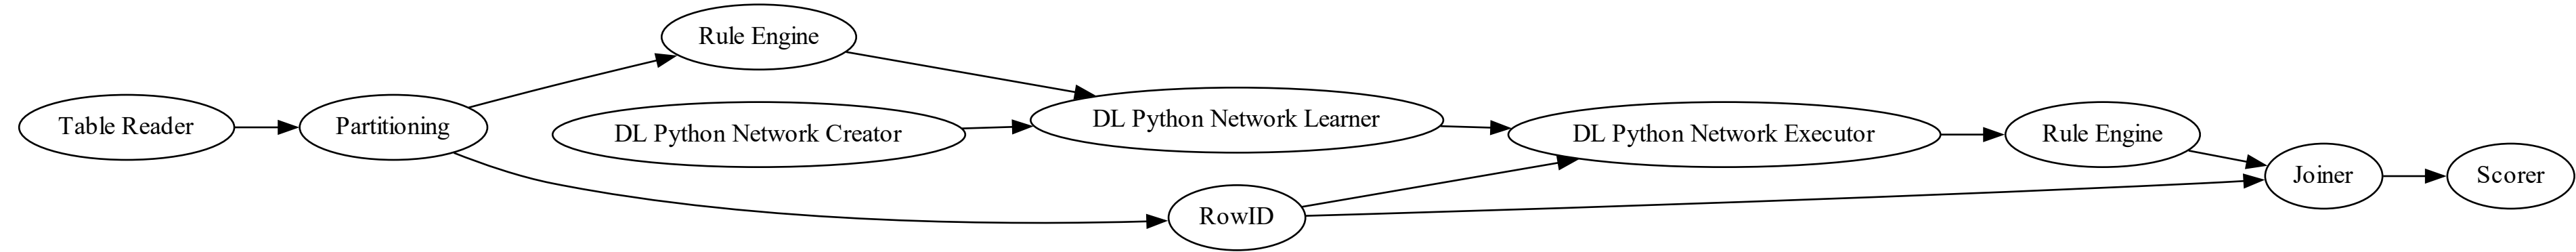 Table Reader
Partitioning
Rule Engine
DL Python Network Creator
DL Python Network Learner
RowID
DL Python Network Executor
Rule Engine
Joiner
Scorer